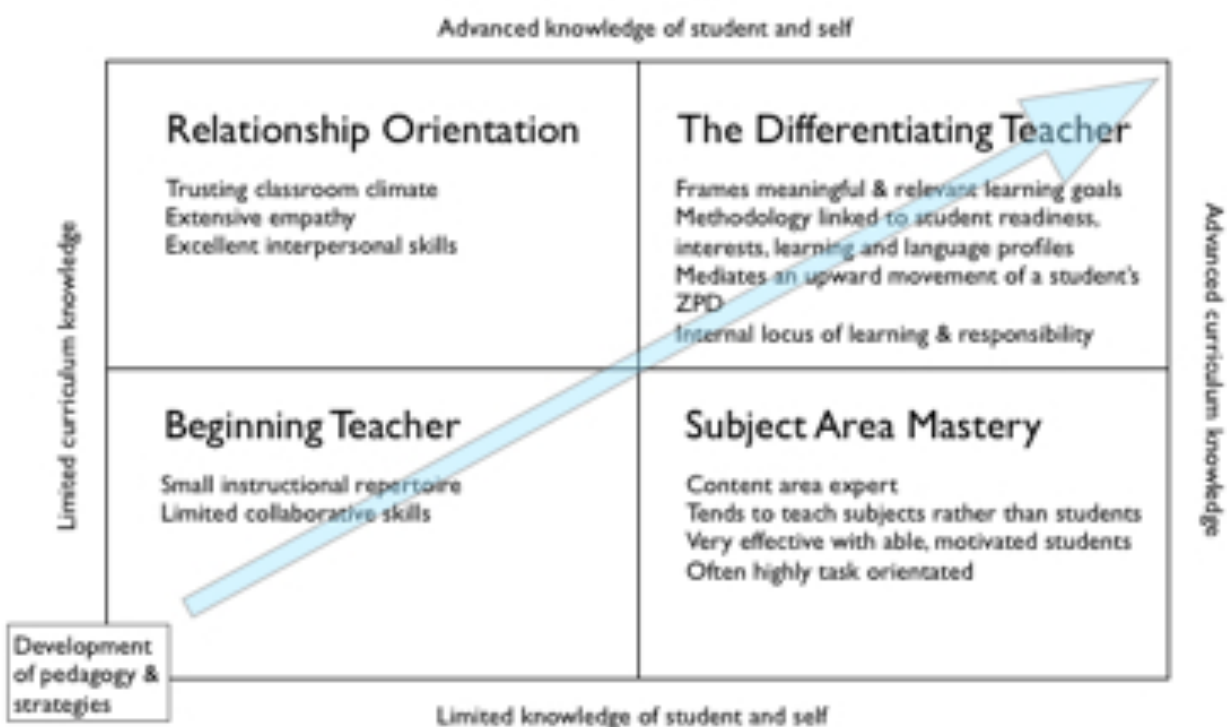 Advanced knowledge of student and self
Relationship Orientation
Trusting classroom climate
Extensive empathy
Excellent interpersonal skills
The Differentiating Teacher
Frames meaningful & relevant learning goals
Methodology linked to student readiness,
interests, learning and language profiles
Mediates an upward movement of a student's
ZPD
Internal locus of learning & responsibility
Limited curriculum knowledge
Advanced curriculum knowledge
Beginning Teacher
Small instructional repertoire
Limited collaborative skills
Subject Area Mastery
Content area expert
Tends to teach subjects rather than students
Very effective with able, motivated students
Often highly task orientated
Development
of pedagogy &
strategies
Limited knowledge of student and self